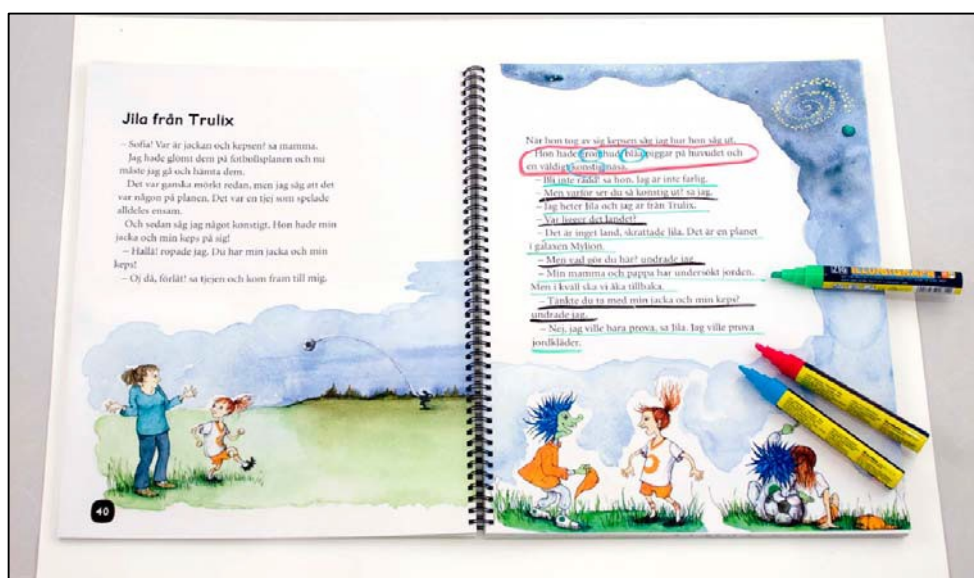 Jila från Trulix
– Sofia! Var är jackan och kepsen? sa mamma.
Jag hade glömt dem på fotbollsplanen och nu
måste jag gå och hämta dem.
Det var ganska mörkt redan, men jag såg att det
var någon på planen. Det var en tjej som spelade
alldeles ensam.
Och sedan såg jag något konstigt. Hon hade min
jacka och min keps på sig!
– Hallå! ropade jag. Du har min jacka och min
keps!
– Oj då, förlåt! sa tjejen och kom fram till mig.
40
När hon tog av sig kepsen såg jag hur hon såg ut.
Hon hade hud, blåa piggar på huvudet och
en väldigt konstig näsa.
– Bli inte rädd! sa hon. Jag är inte farlig.
– Men varför ser du så konstig ut? sa jag.
– Jag heter Jila och jag är från Trulix.
– Var ligger det landet?
– Det är inget land, skrattade Jila. Det är en planet
i galaxen Mylion.
– Men vad gör du här? undrade jag.
– Min mamma och pappa har undersökt jorden.
Men i kväll ska vi åka tillbaka.
– Tänkte du ta med min jacka och min keps?
undrade jag.
– Nej, jag ville bara prova, sa Jila. Jag ville prova
jordkläder.
ZIG ILLUMIGRAPH